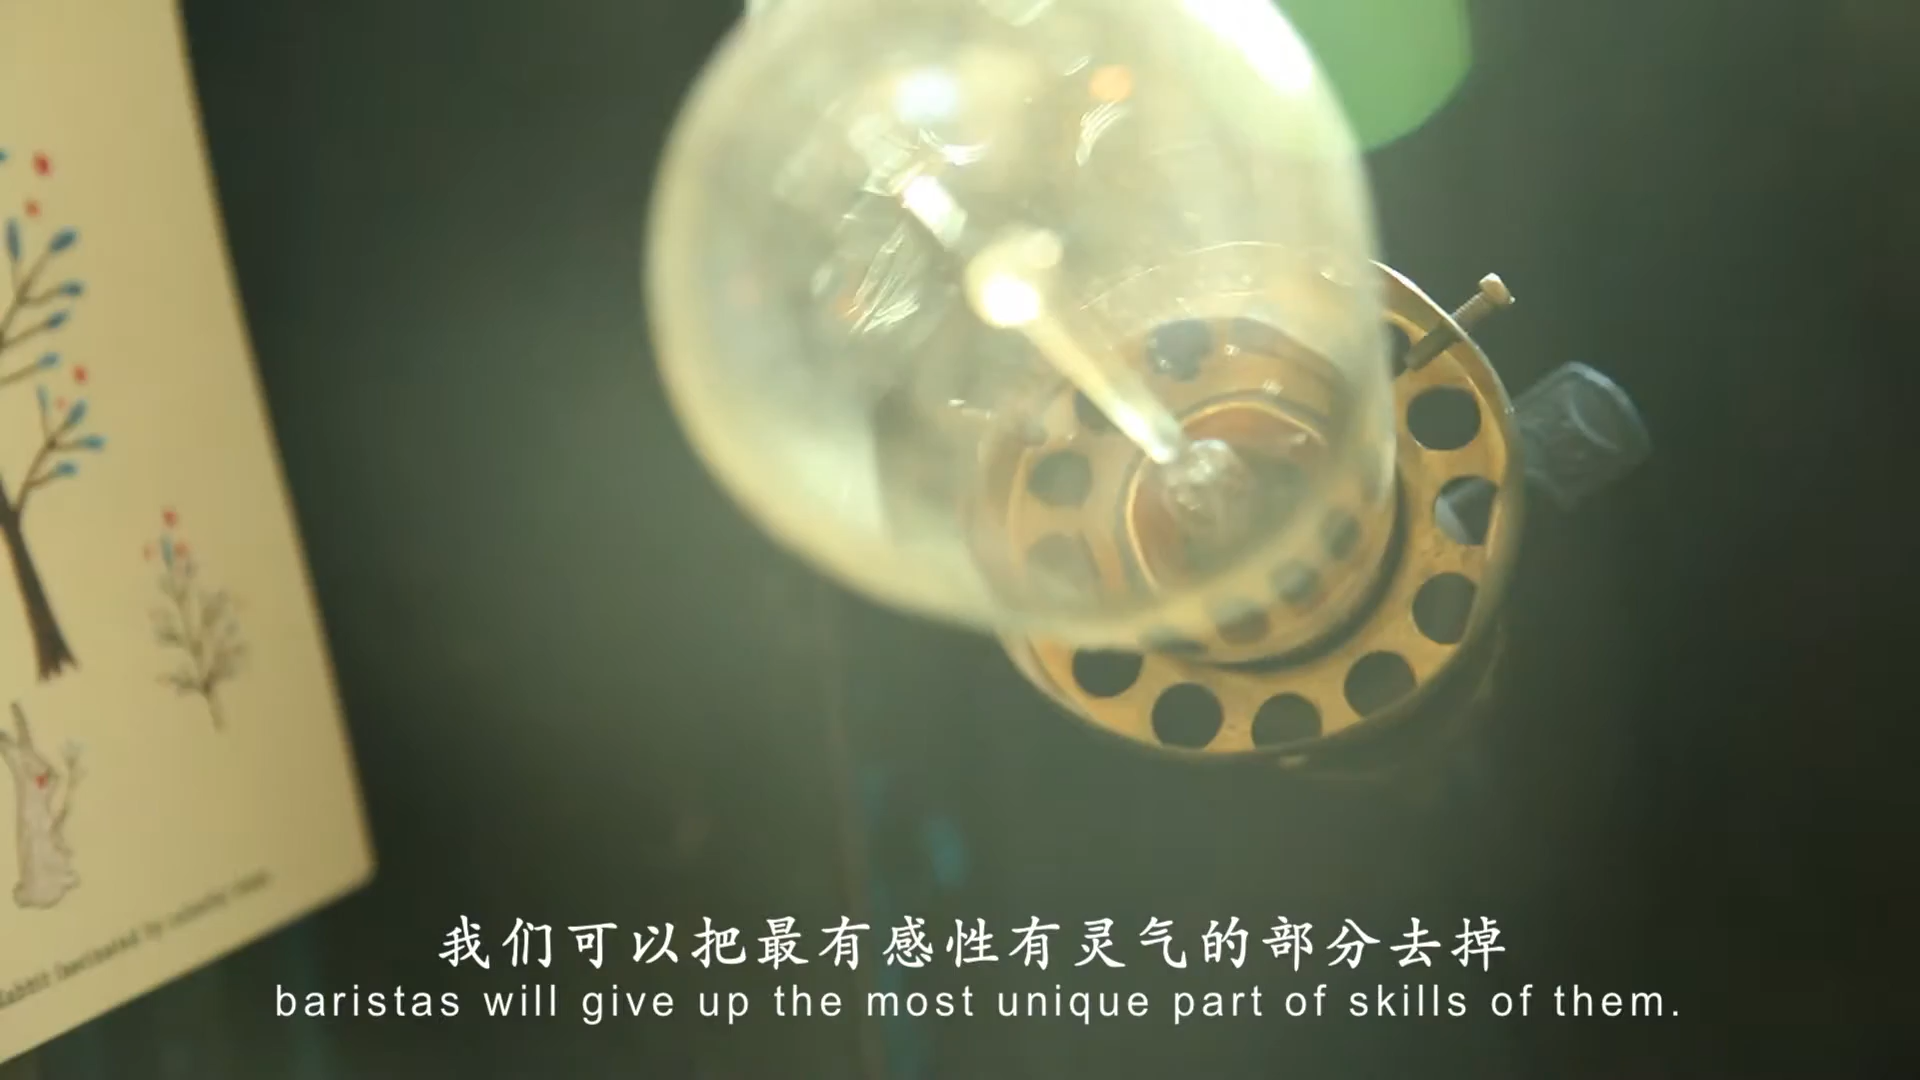 我们可以把最有感性有灵气的部分去掉
baristas will give up the most unique part of skills of them.